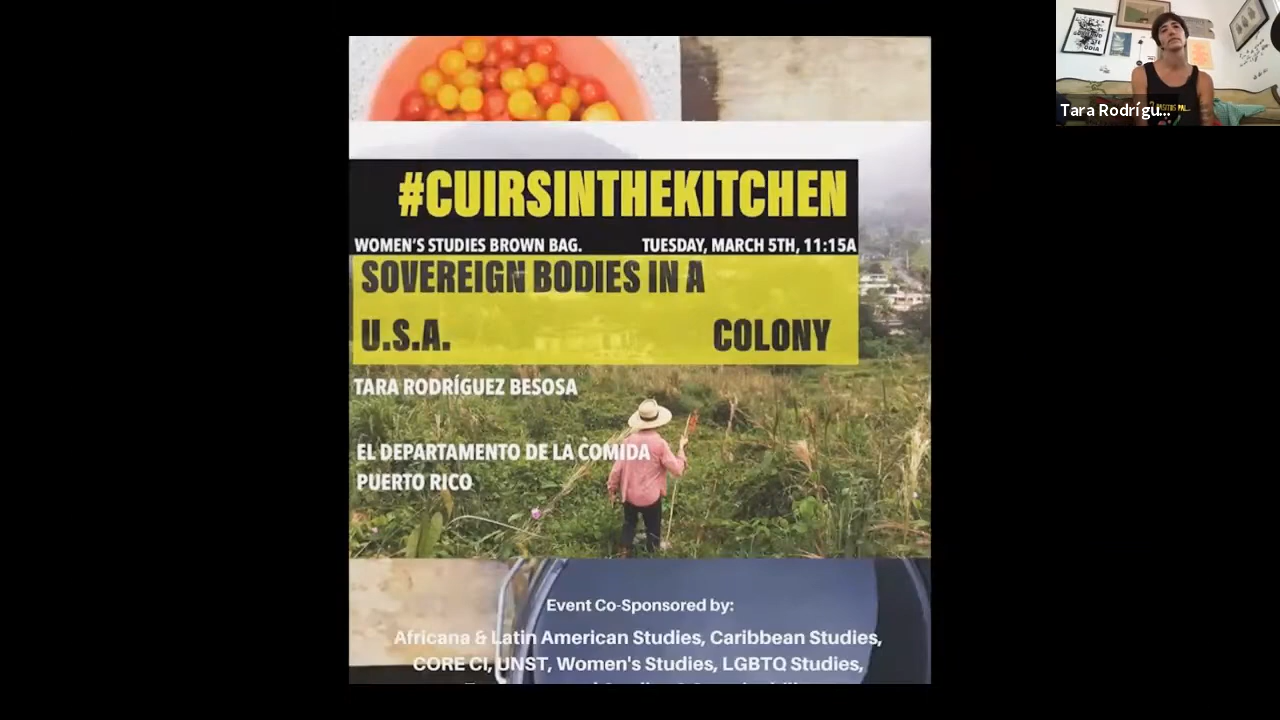 #CUIRSINTHEKITCHEN
WOMEN'S STUDIES BROWN BAG. TUESDAY, MARCH 5TH, 11:15A
SOVEREIGN BODIES IN A
U.S.A. COLONY
TARA RODRÍGUEZ BESOSA
EL DEPARTAMENTO DE LA COMIDA
PUERTO RICO
Event Co-Sponsored by:
Africana & Latin American Studies, Caribbean Studies,
CORE CI, UNST, Women's Studies, LGBTQ Studies,
Tara Rodrígu...